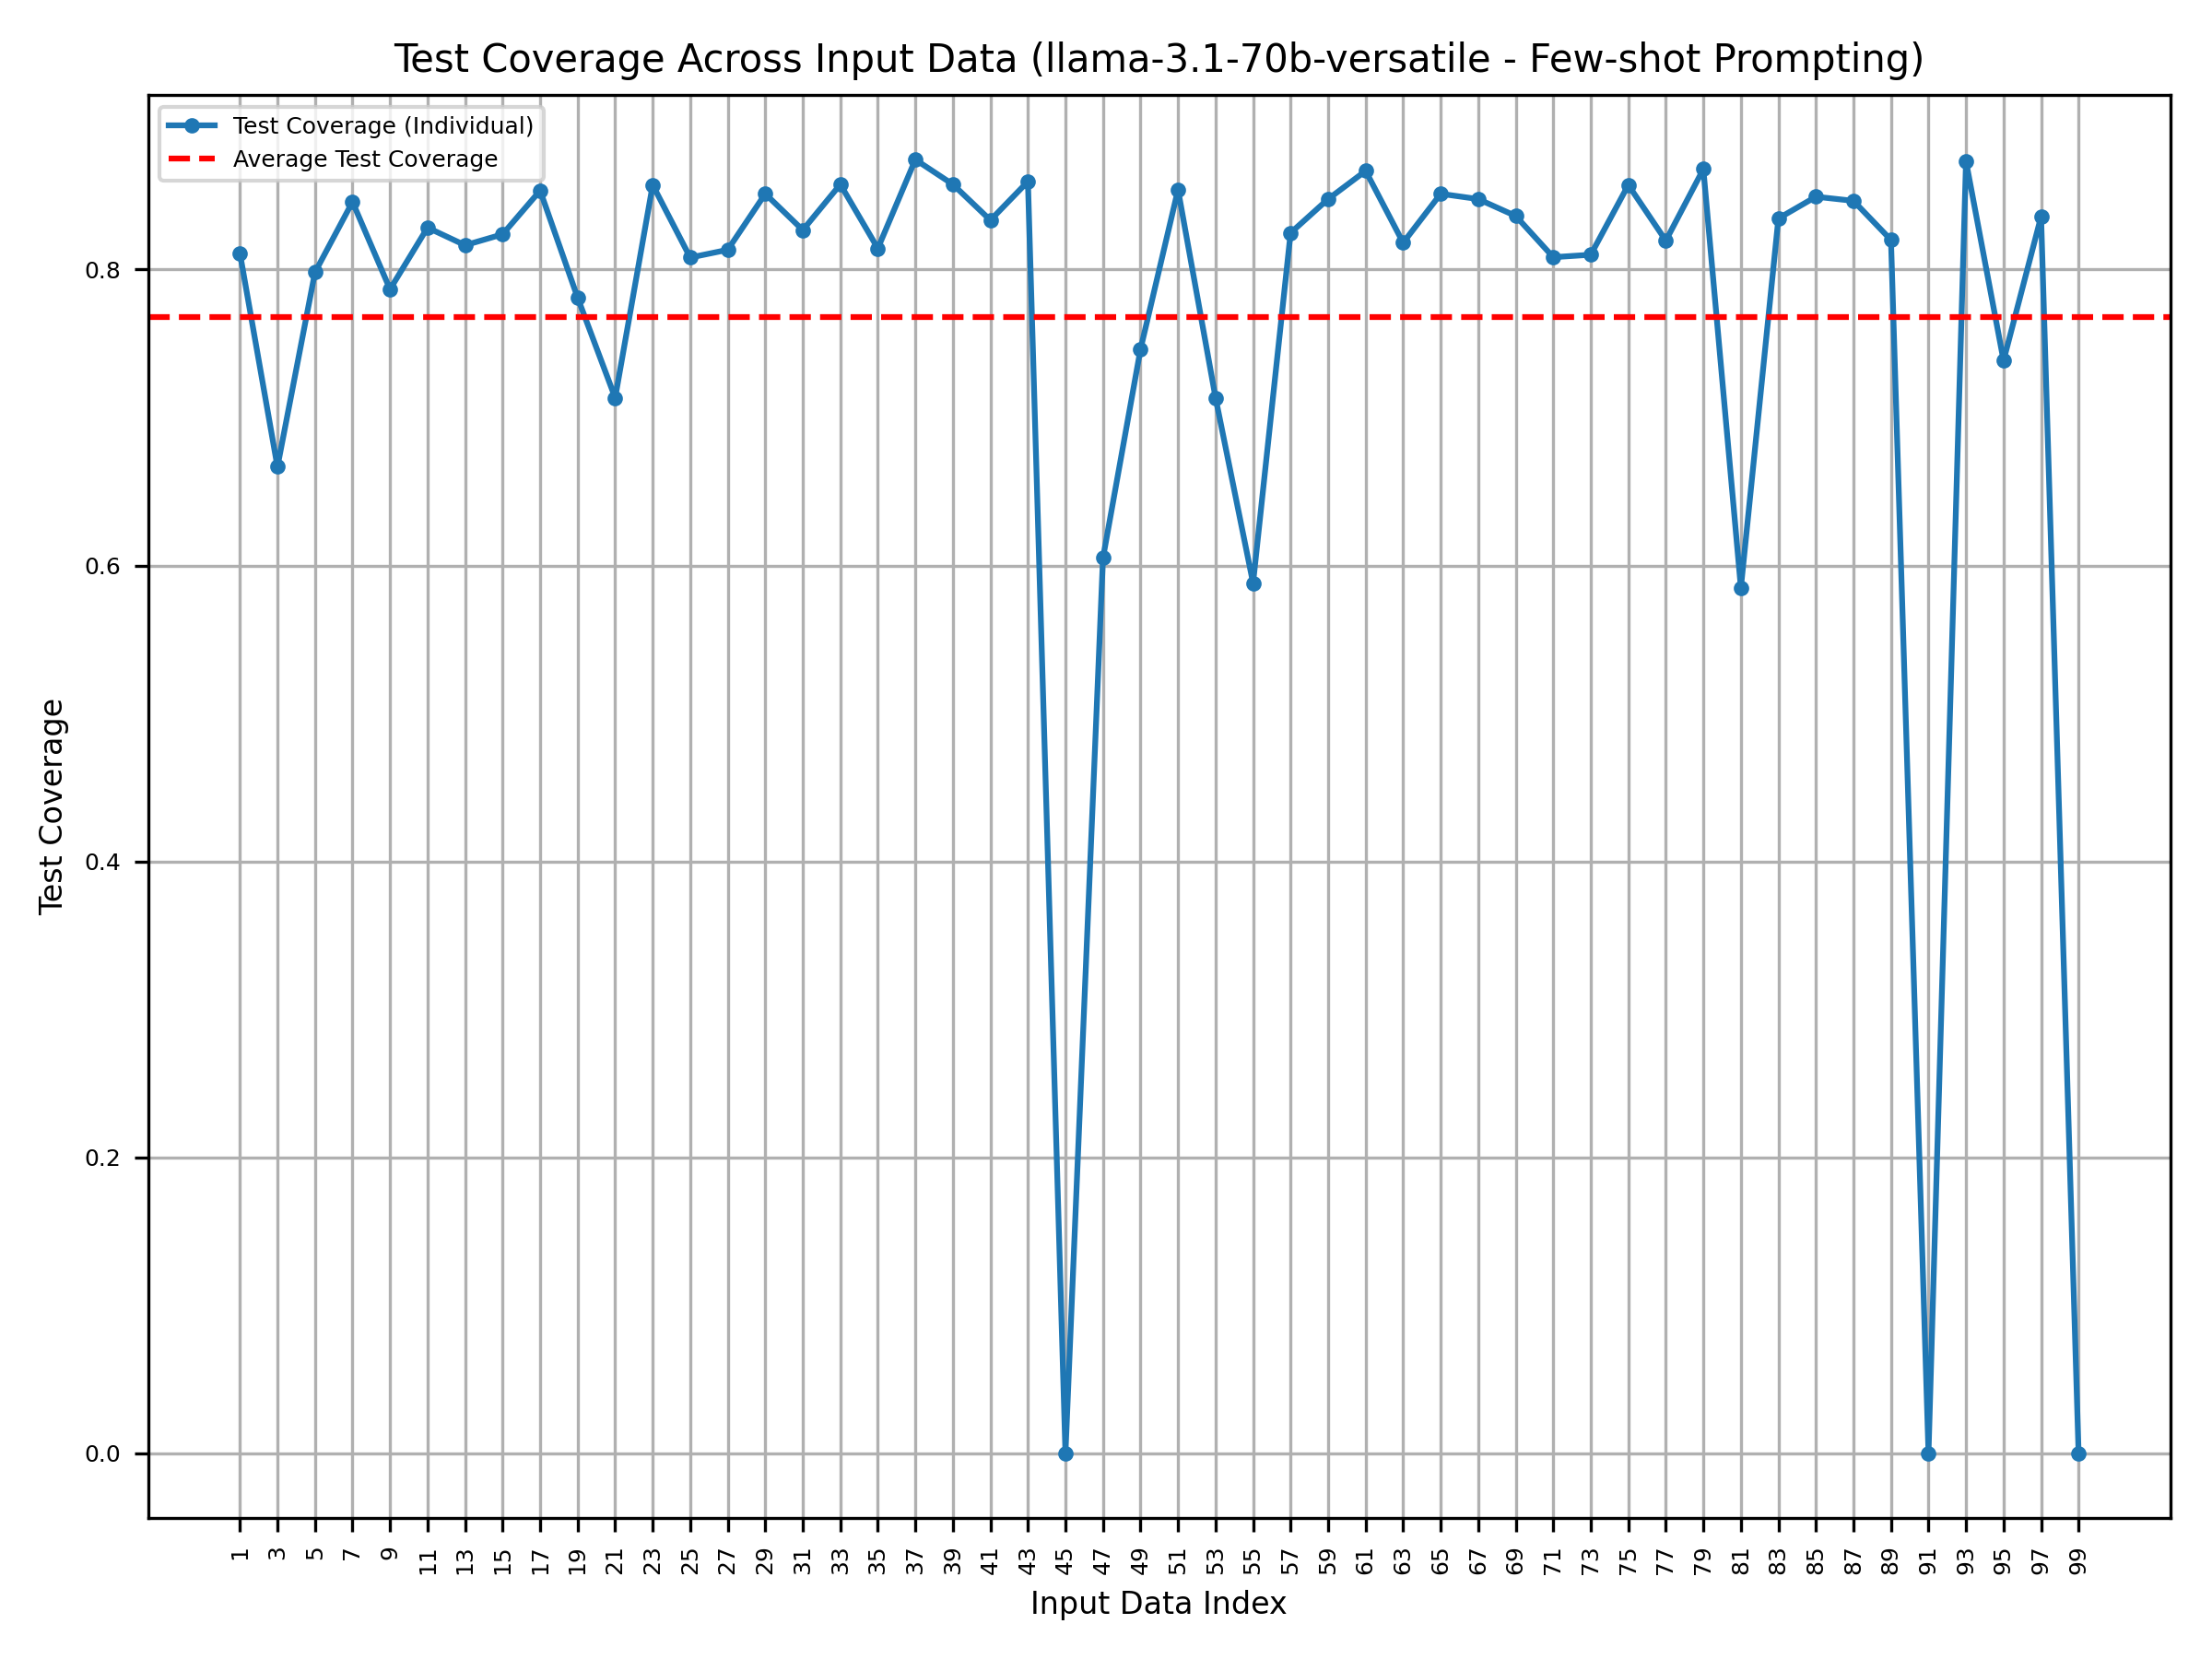 Test Coverage Across Input Data (llama-3.1-70b-versatile - Few-shot Prompting)
Test Coverage (Individual)
Average Test Coverage
Test Coverage
0.8
0.6
0.4
0.2
0.0
1 3 5 7 9 11 13 15 17 19 21 23 25 27 29 31 33 35 37 39 41 43 45 47 49 51 53 55 57 59 61 63 65 67 69 71 73 75 77 79 81 83 85 87 89 91 93 95 97 99
Input Data Index